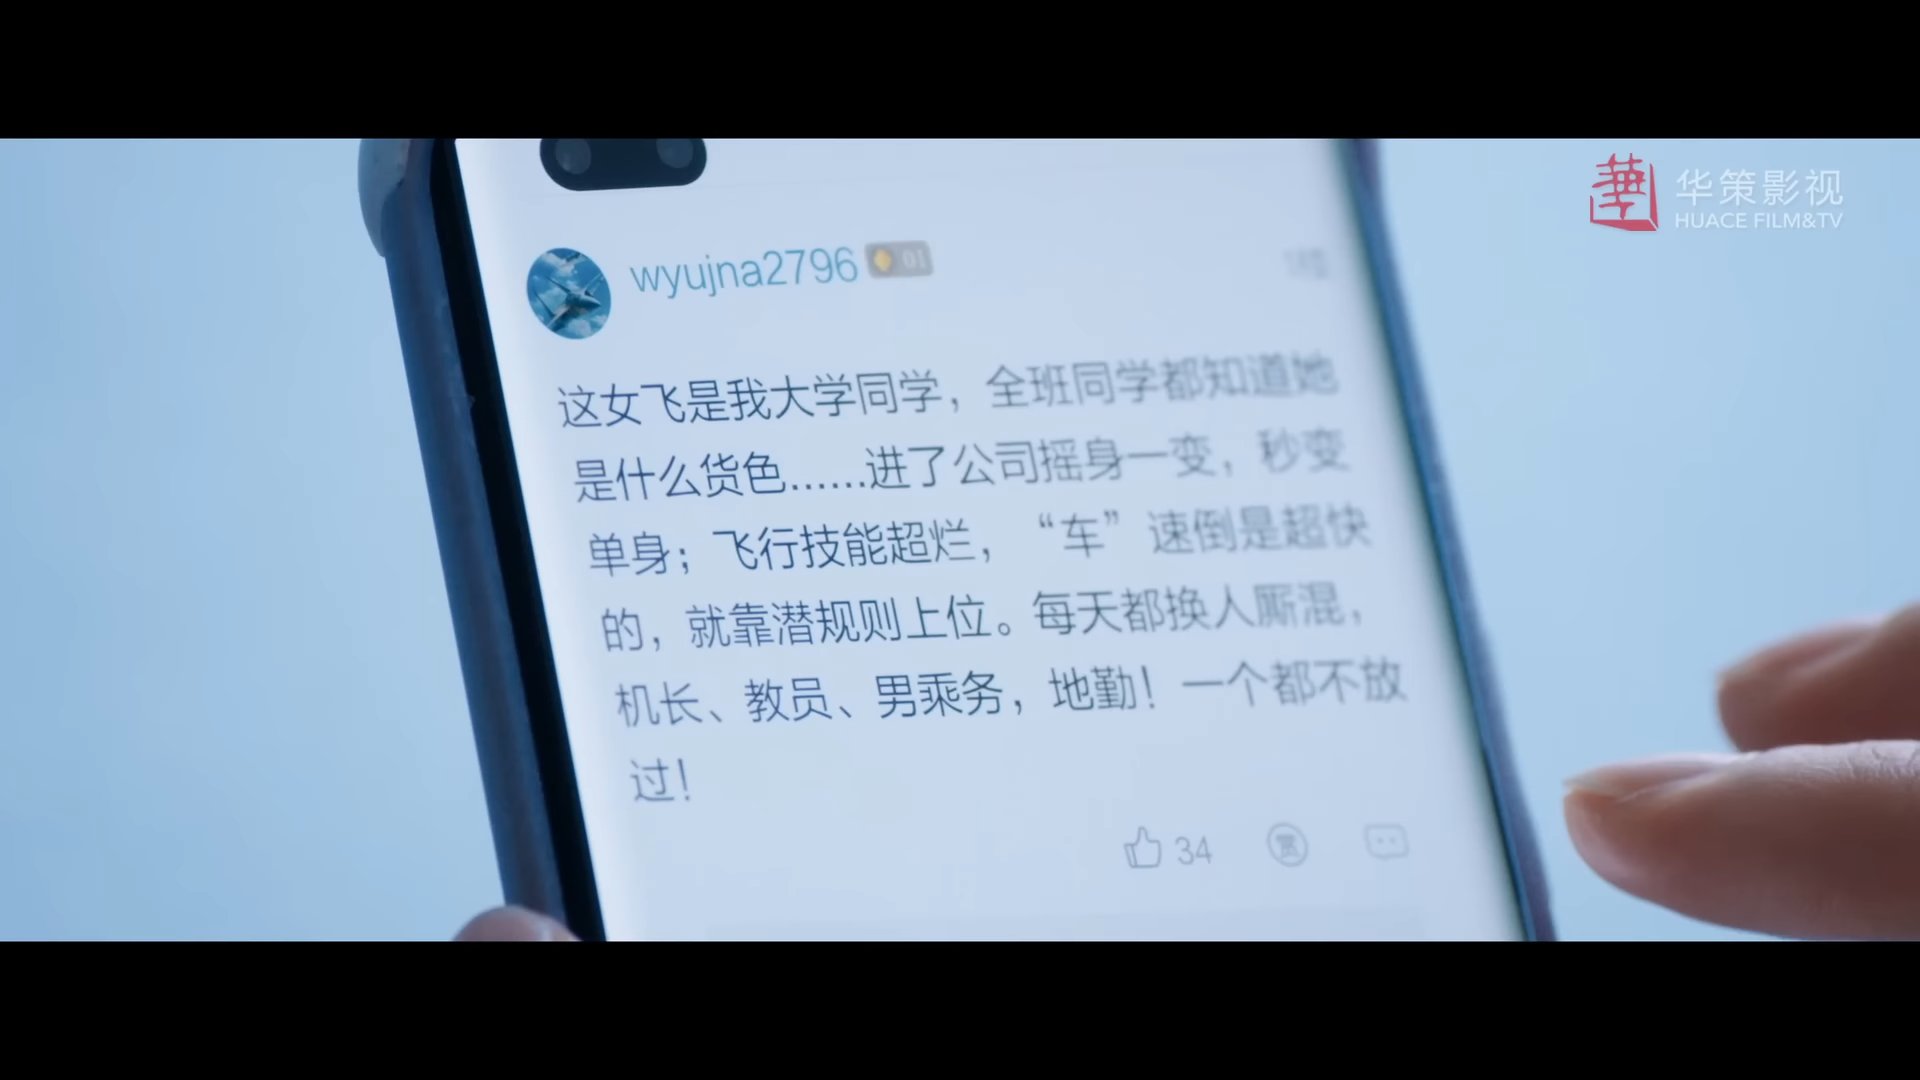 华策影视
HUACE FILM&TV
wyujna2796
01
这女飞是我大学同学，全班同学都知道她
是什么货色……进了公司摇身一变，秒变
单身；飞行技能超烂，“车”速倒是超快
的，就靠潜规则上位。每天都换人厮混，
机长、教员、男乘务，地勤！一个都不放
过！
34
赏